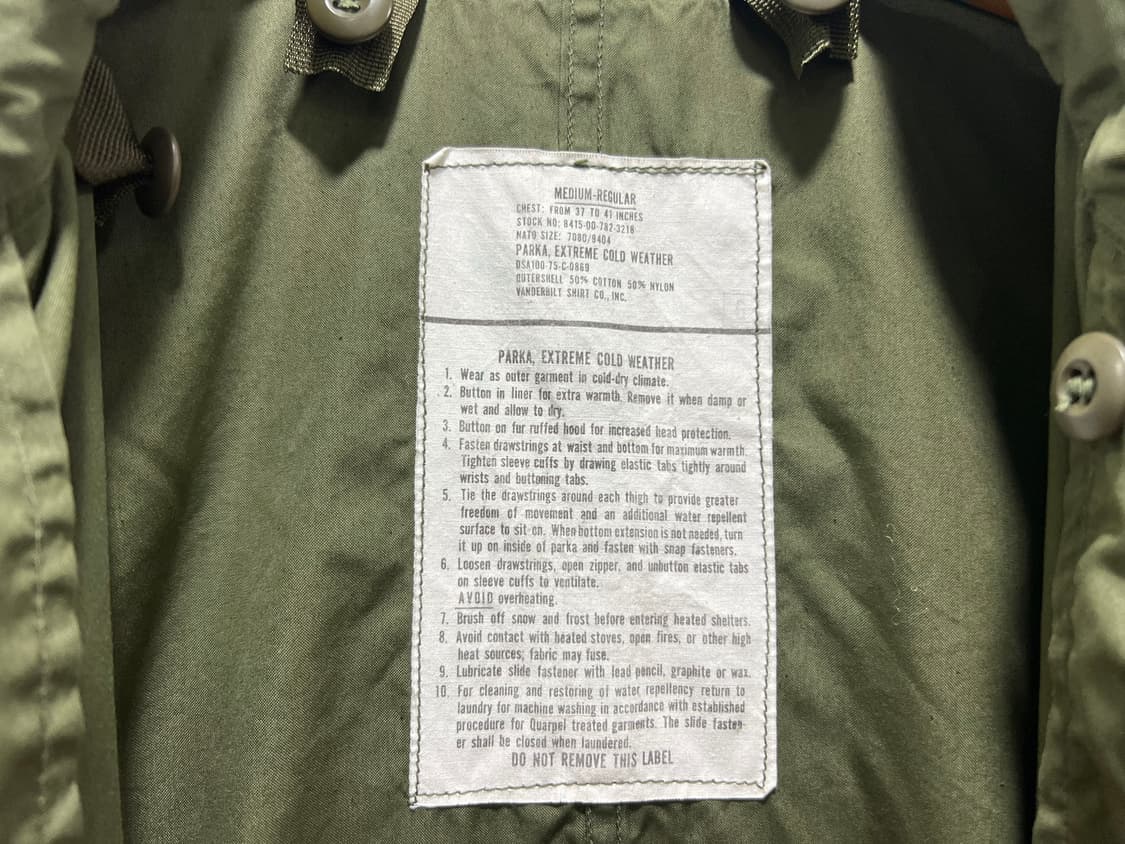 MEDIUM-REGULAR
CHEST: FROM 37 TO 41 INCHES
STOCK NO: 8415-00-782-3218
NATO SIZE: 7080/9404
PARKA, EXTREME COLD WEATHER
DSA100-75-C-0869
OUTERSHELL 50% COTTON 50% NYLON
VANDERBILT SHIRT CO., INC.
PARKA, EXTREME COLD WEATHER
1. Wear as outer garment in cold-dry climate.
2. Button in liner for extra warmth. Remove it when damp or
wet and allow to dry.
3. Button on fur ruffed hood for increased head protection.
4. Fasten drawstrings at waist and bottom for maximum warmth
Tighten sleeve cuffs by drawing elastic tabs tightly around
wrists and buttoning tabs.
5. Tie the drawstrings around each thigh to provide greater
freedom of movement and an additional water repellent
surface to sit on. When bottom extension is not needed, turn
it up on inside of parka and fasten with snap fasteners.
6. Loosen drawstrings, open zipper, and unbutton elastic tabs
on sleeve cuffs to ventilate.
AVOID overheating.
7. Brush off snow and frost before entering heated shelters.
8. Avoid contact with heated stoves, open fires, or other high
heat sources; fabric may fuse.
9. Lubricate slide fastener with lead pencil, graphite or wax.
10. For cleaning and restoring of water repellency return to
laundry for machine washing in accordance with established
procedure for Quarpel treated garments. The slide fasten-
er shall be closed when laundered.
DO NOT REMOVE THIS LABEL